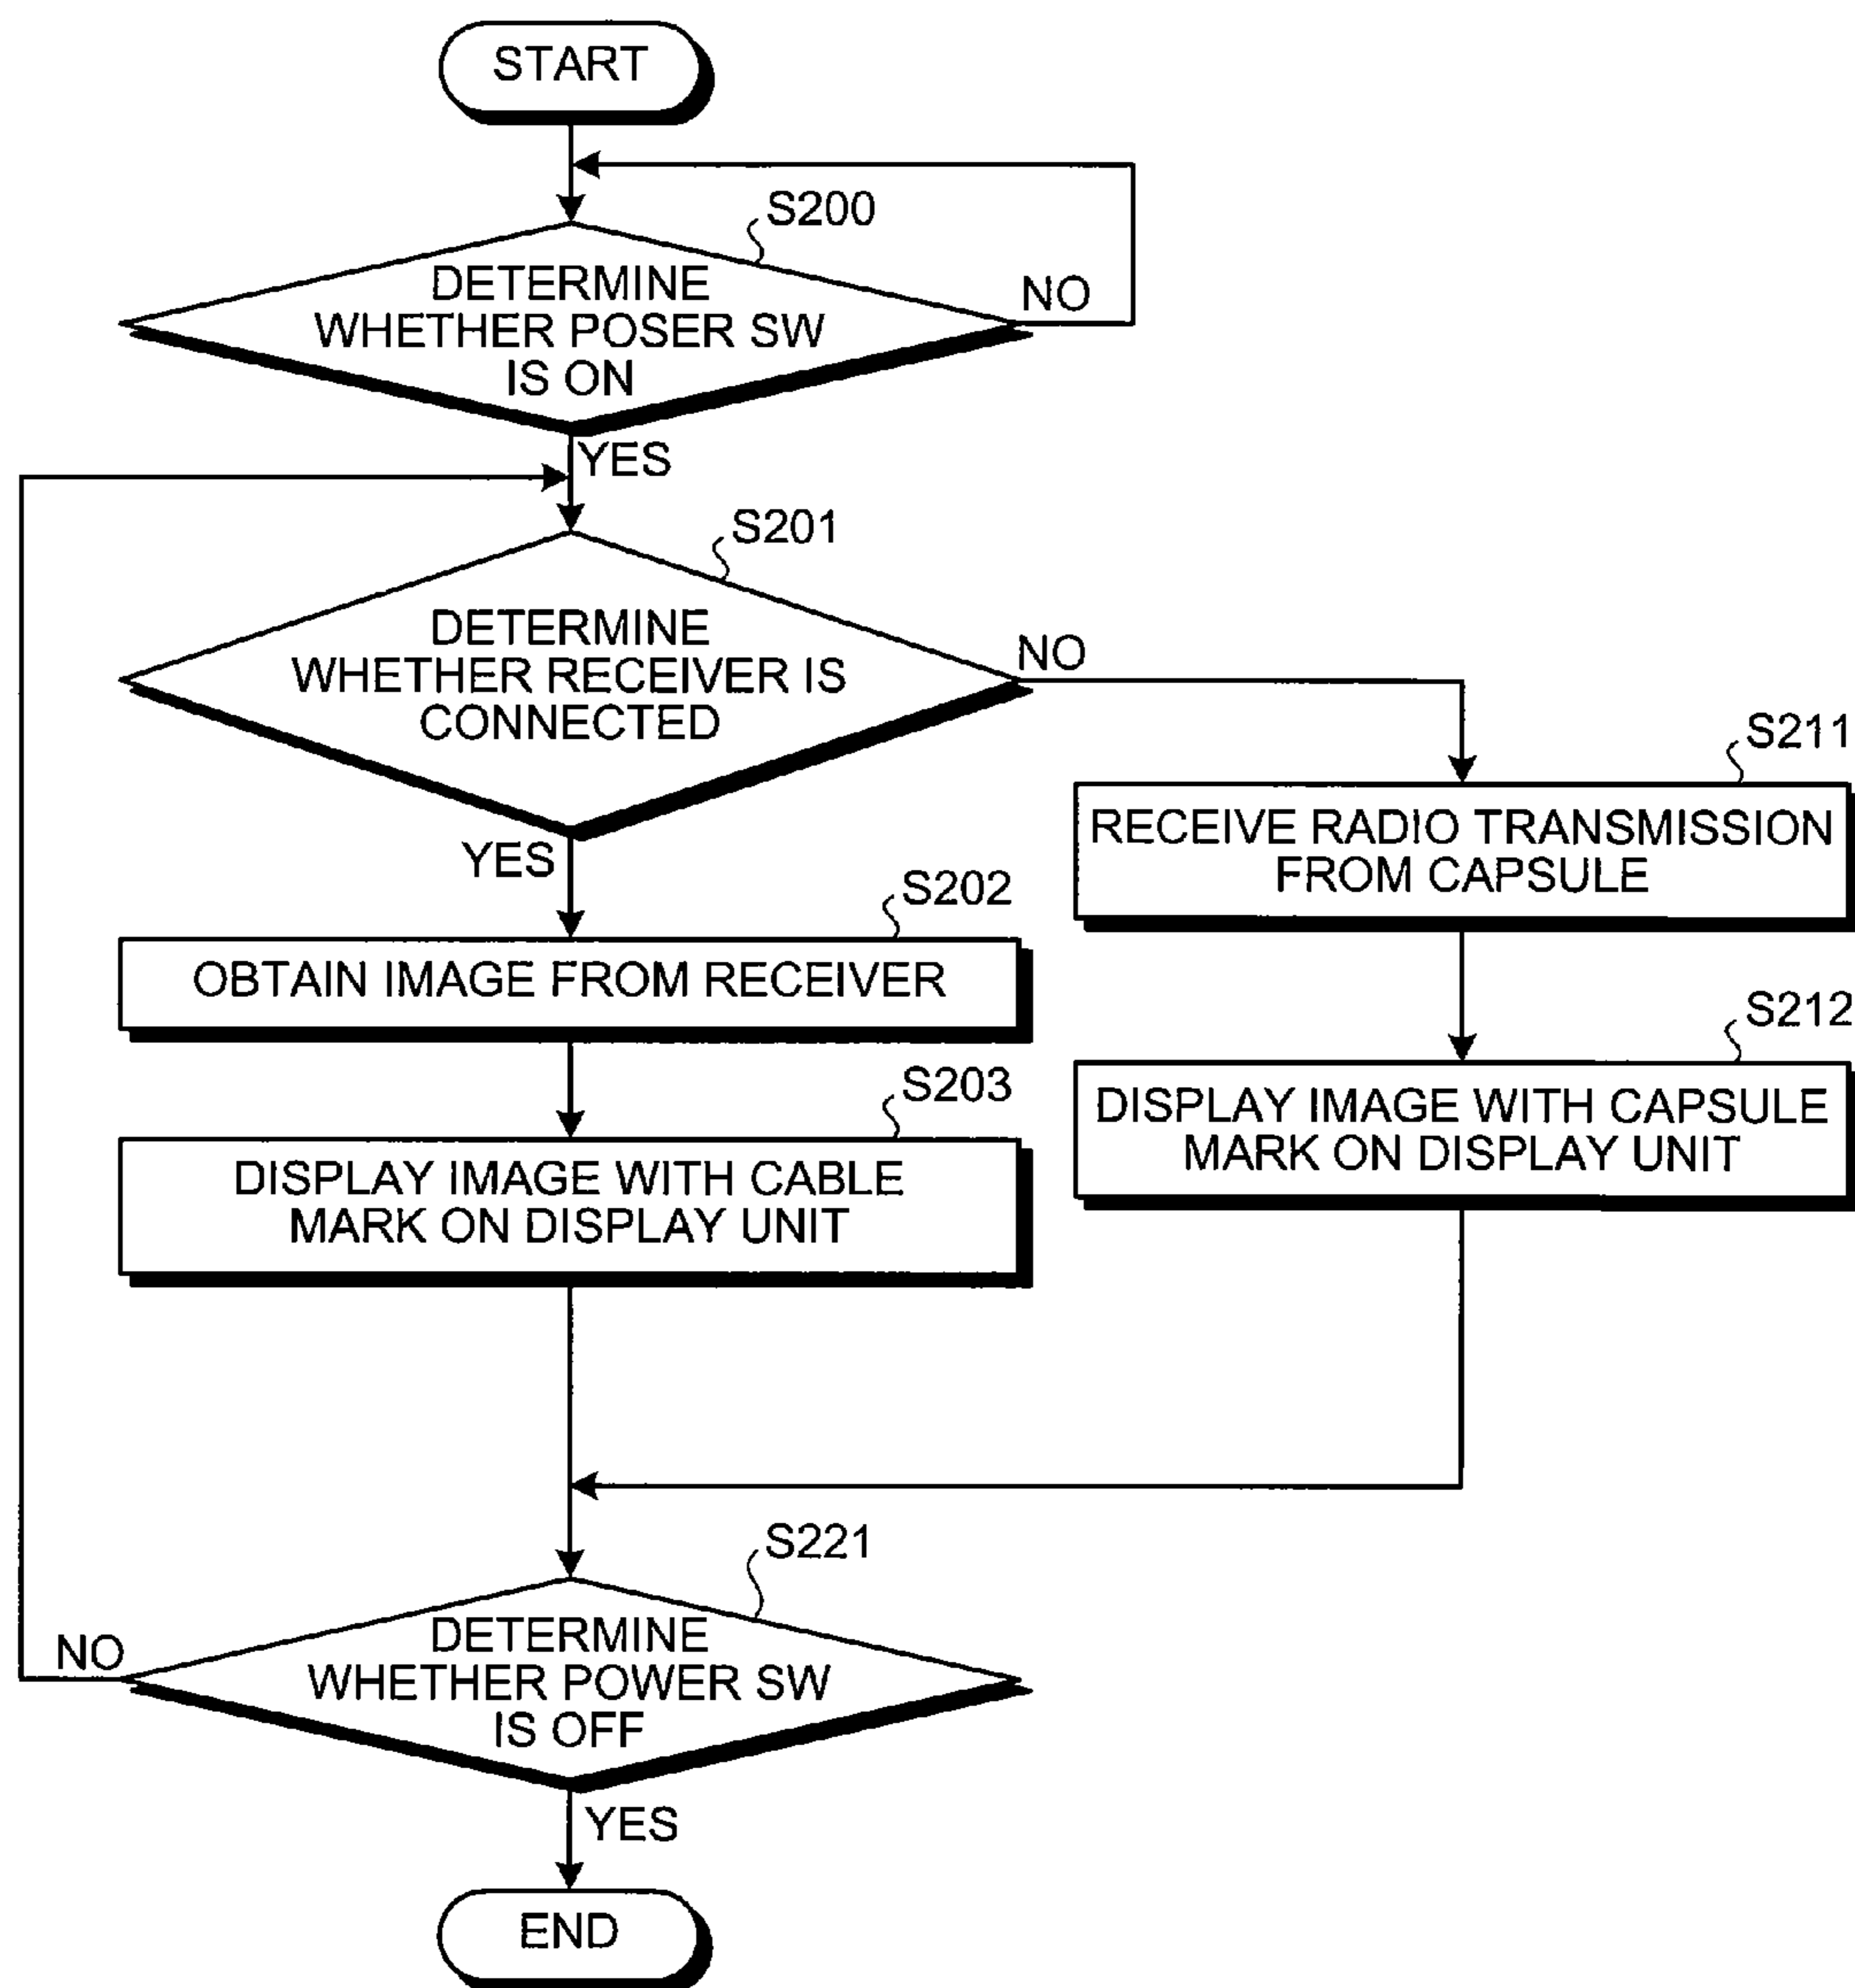 START
S200
DETERMINE
WHETHER POSER SW
IS ON
NO
YES
S201
DETERMINE
WHETHER RECEIVER IS
CONNECTED
NO
YES
S211
RECEIVE RADIO TRANSMISSION
FROM CAPSULE
S202
OBTAIN IMAGE FROM RECEIVER
S212
DISPLAY IMAGE WITH CAPSULE
MARK ON DISPLAY UNIT
S203
DISPLAY IMAGE WITH CABLE
MARK ON DISPLAY UNIT
S221
DETERMINE
WHETHER POWER SW
IS OFF
NO
YES
END